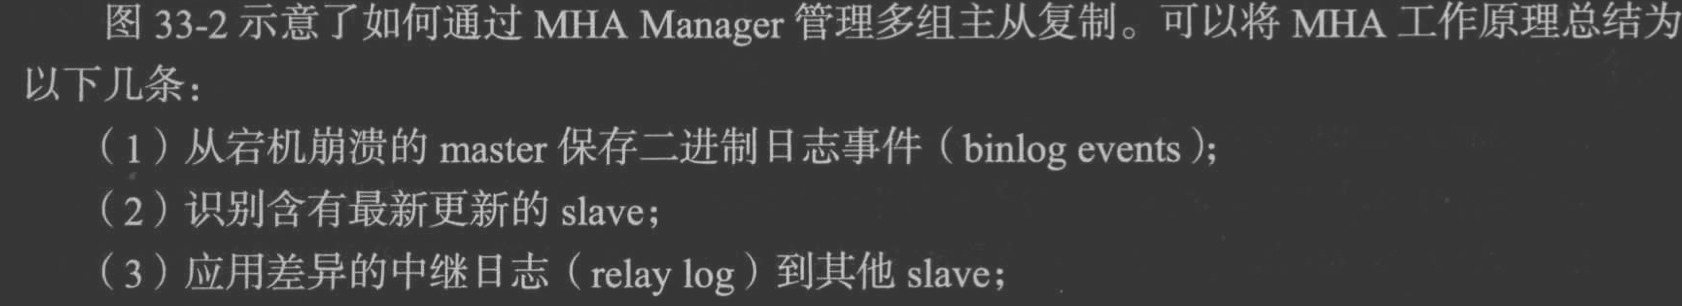 图 33-2 示意了如何通过 MHA Manager 管理多组主从复制。可以将 MHA 工作原理总结为
以下几条：
（1）从宕机崩溃的 master 保存二进制日志事件（binlog events）；
（2）识别含有最新更新的 slave；
（3）应用差异的中继日志（relay log）到其他 slave；